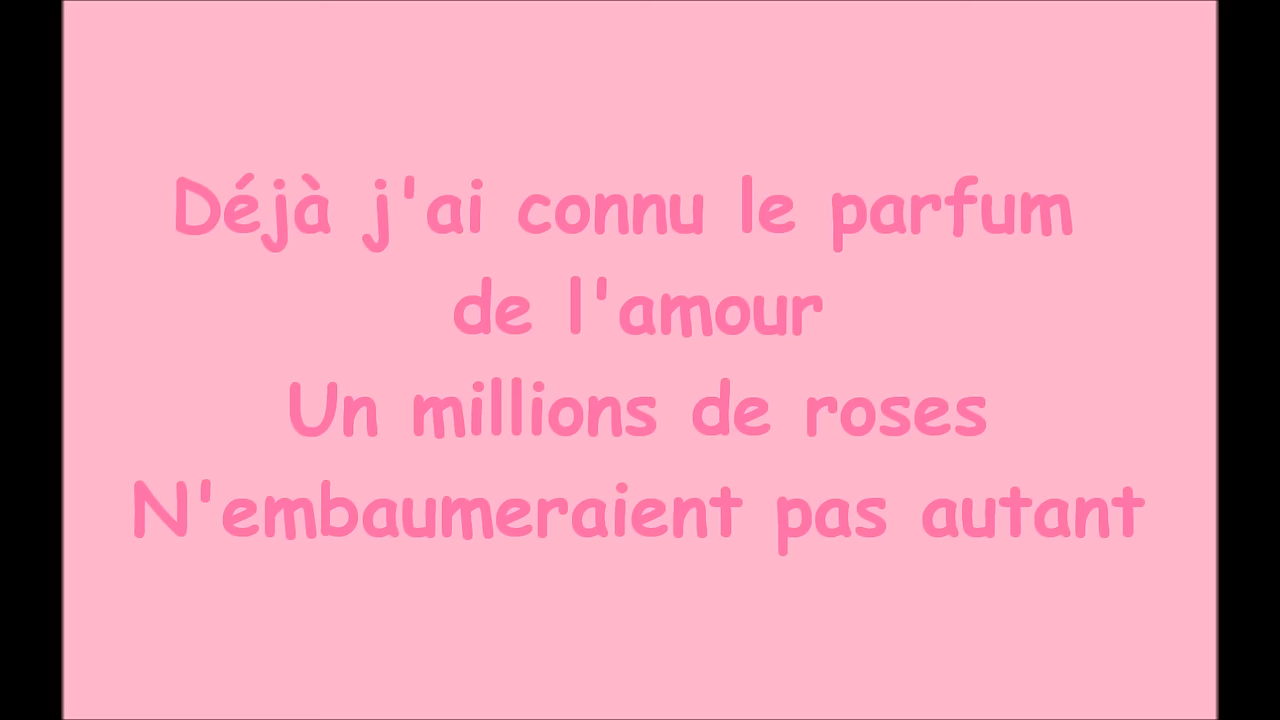 Déjà j'ai connu le parfum
de l'amour
Un millions de roses
N'embaumeraient pas autant